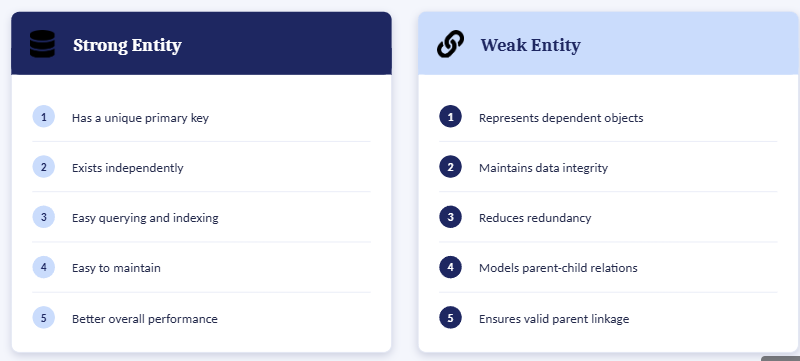 Strong Entity
1 Has a unique primary key
2 Exists independently
3 Easy querying and indexing
4 Easy to maintain
5 Better overall performance
Weak Entity
1 Represents dependent objects
2 Maintains data integrity
3 Reduces redundancy
4 Models parent-child relations
5 Ensures valid parent linkage